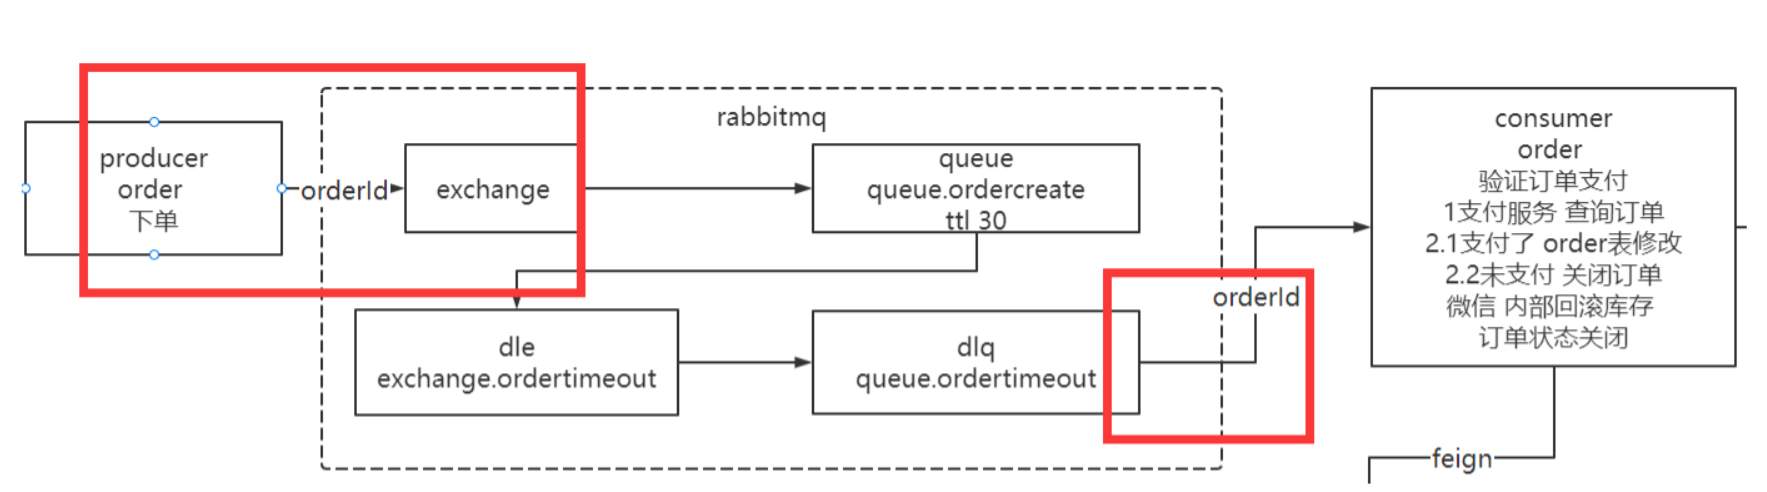 rabbitmq
producer
order
下单
orderId
exchange
queue
queue.ordercreate
ttl 30
dle
exchange.ordertimeout
dlq
queue.ordertimeout
orderId
consumer
order
验证订单支付
1支付服务 查询订单
2.1支付了 order表修改
2.2未支付 关闭订单
微信 内部回滚库存
订单状态关闭
feign